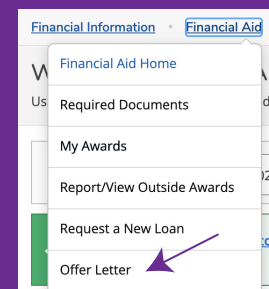 Financial Information • Financial Aid
Financial Aid Home
Required Documents
My Awards
Report/View Outside Awards
Request a New Loan
Offer Letter